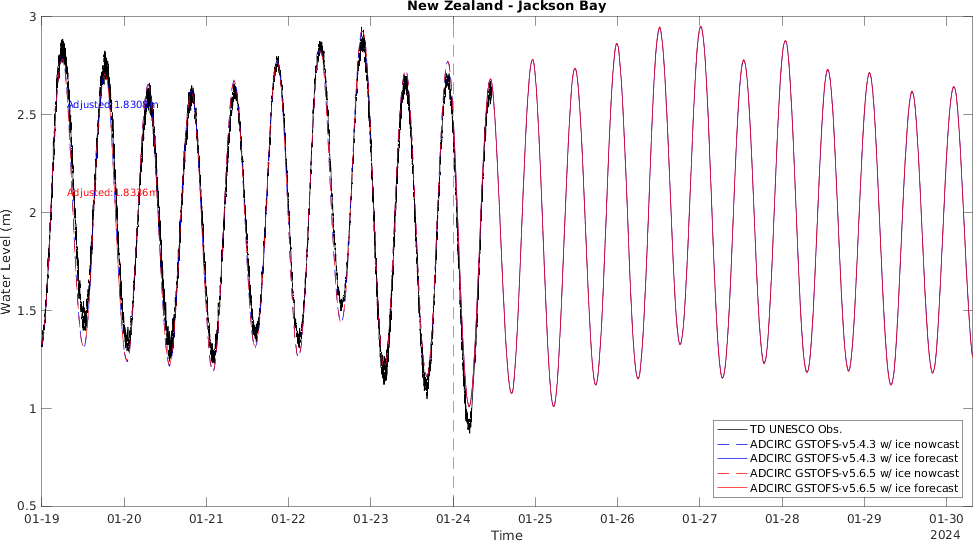 New Zealand - Jackson Bay
3
2.5
2
1.5
1
0.5
Water Level (m)
Adjusted:1.8308m
Adjusted:1.8336m
TD UNESCO Obs.
ADCIRC GSTOFS-v5.4.3 w/ ice nowcast
ADCIRC GSTOFS-v5.4.3 w/ ice forecast
ADCIRC GSTOFS-v5.6.5 w/ ice nowcast
ADCIRC GSTOFS-v5.6.5 w/ ice forecast
01-19 01-20 01-21 01-22 01-23 01-24 01-25 01-26 01-27 01-28 01-29 01-30
Time
2024